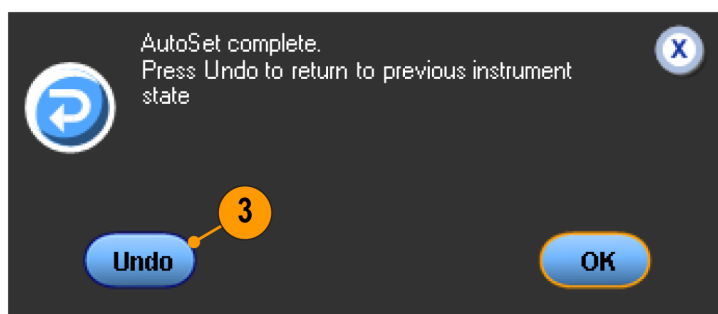 AutoSet complete.
Press Undo to return to previous instrument
state
X
3
Undo
OK